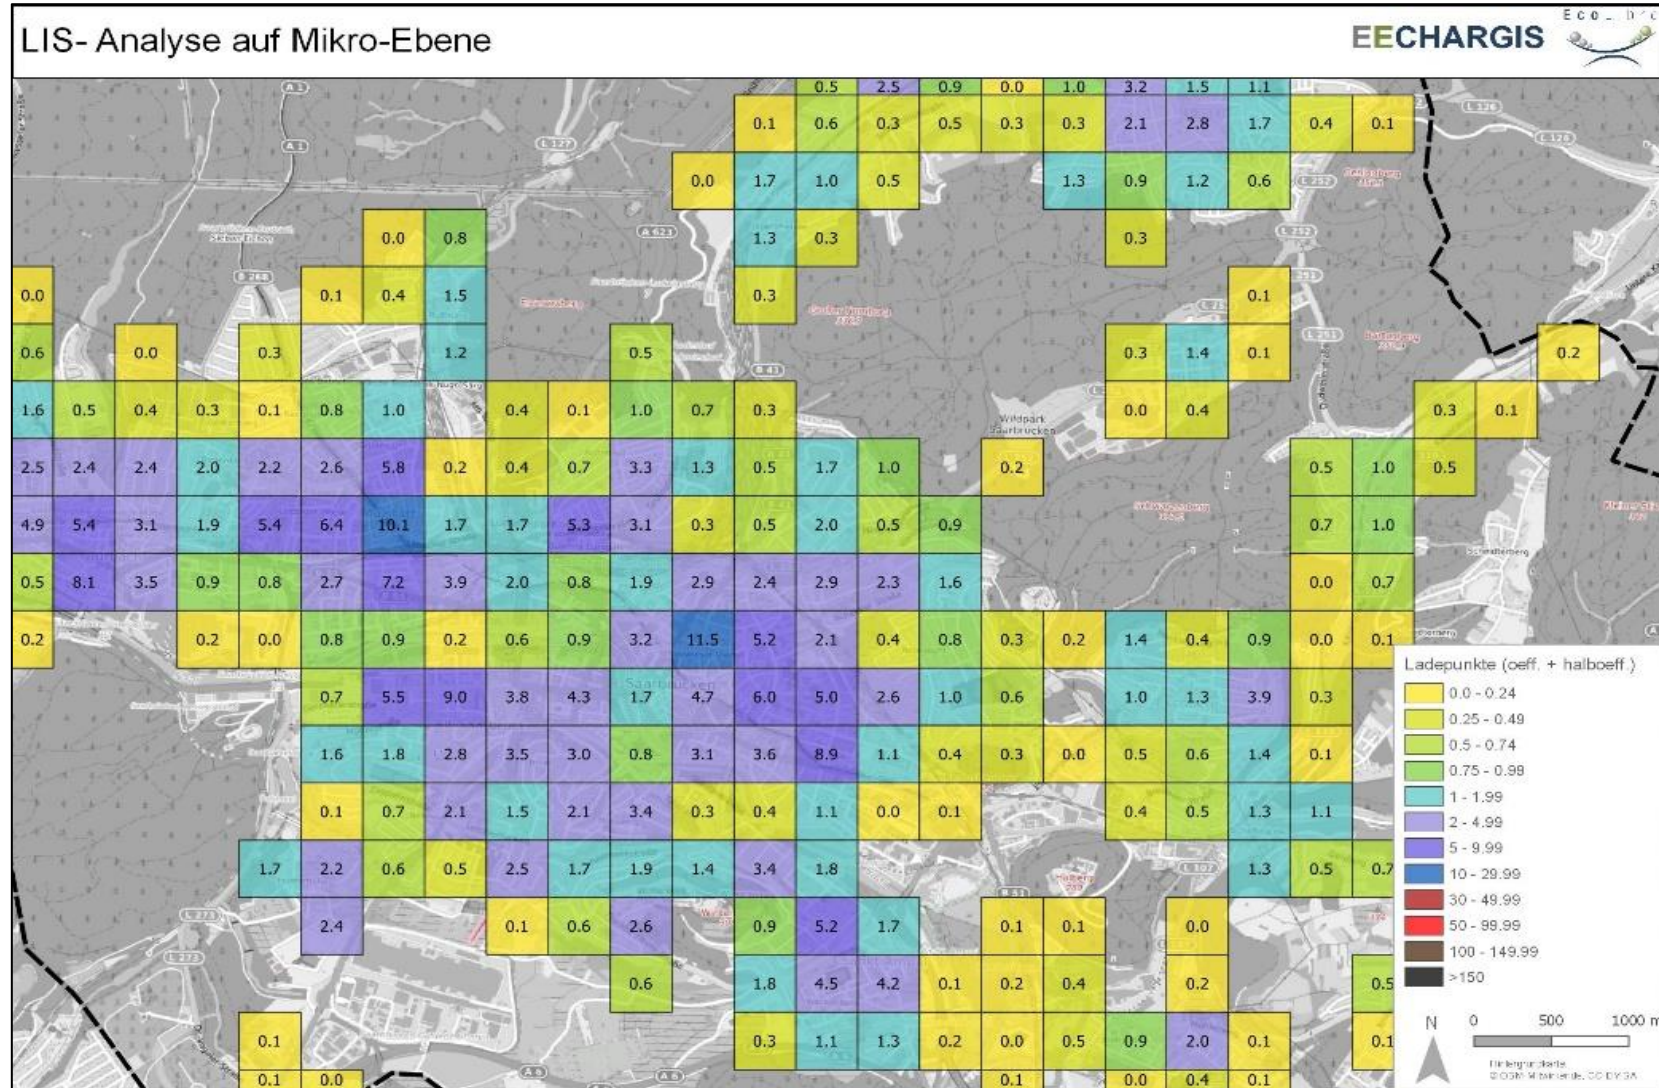 LIS- Analyse auf Mikro-Ebene
EECHARGIS
0.5 2.5 0.9 0.0 1.0 3.2 1.5 1.1
A 1
L 126
0.1 0.6 0.3 0.5 0.3 0.3 2.1 2.8 1.7 0.4 0.1
A 1
L 127
0.0 1.7 1.0 0.5 1.3 0.9 1.2 0.6
L 252
0.0 0.8 1.3 0.3 0.3
A 623
L 252
B 268
0.0 0.1 0.4 1.5 0.3 0.1
0.6 0.0 0.3 1.2 0.5 0.3 1.4 0.1 0.2
L 251
B 41
1.6 0.5 0.4 0.3 0.1 0.8 1.0 0.4 0.1 1.0 0.7 0.3 0.0 0.4 0.3 0.1
Wildpark
Saarbrücken
2.5 2.4 2.4 2.0 2.2 2.6 5.8 0.2 0.4 0.7 3.3 1.3 0.5 1.7 1.0 0.2 0.5 1.0 0.5
4.9 5.4 3.1 1.9 5.4 6.4 10.1 1.7 1.7 5.3 3.1 0.3 0.5 2.0 0.5 0.9 0.7 1.0
0.5 8.1 3.5 0.9 0.8 2.7 7.2 3.9 2.0 0.8 1.9 2.9 2.4 2.9 2.3 1.6 0.0 0.7
0.2 0.2 0.0 0.8 0.9 0.2 0.6 0.9 3.2 11.5 5.2 2.1 0.4 0.8 0.3 0.2 1.4 0.4 0.9 0.0 0.1
Saarbrücken
0.7 5.5 9.0 3.8 4.3 1.7 4.7 6.0 5.0 2.6 1.0 0.6 1.0 1.3 3.9 0.3
1.6 1.8 2.8 3.5 3.0 0.8 3.1 3.6 8.9 1.1 0.4 0.3 0.0 0.5 0.6 1.4 0.1
0.1 0.7 2.1 1.5 2.1 3.4 0.3 0.4 1.1 0.0 0.1 0.4 0.5 1.3 1.1
1.7 2.2 0.6 0.5 2.5 1.7 1.9 1.4 3.4 1.8 1.3 0.5 0.7
L 107
B 51
2.4 0.1 0.6 2.6 0.9 5.2 1.7 0.1 0.1 0.0
L 273
L 273
0.6 1.8 4.5 4.2 0.1 0.2 0.4 0.2 0.5
0.1 0.3 1.1 1.3 0.2 0.0 0.5 0.9 2.0 0.1 0.1
A 6
A 6
0.1 0.0 0.1 0.0 0.4 0.1
Ladepunkte (oeff. + halboeff.)
0.0 - 0.24
0.25 - 0.49
0.5 - 0.74
0.75 - 0.99
1 - 1.99
2 - 4.99
5 - 9.99
10 - 29.99
30 - 49.99
50 - 99.99
100 - 149.99
>150
N
0 500 1000 m